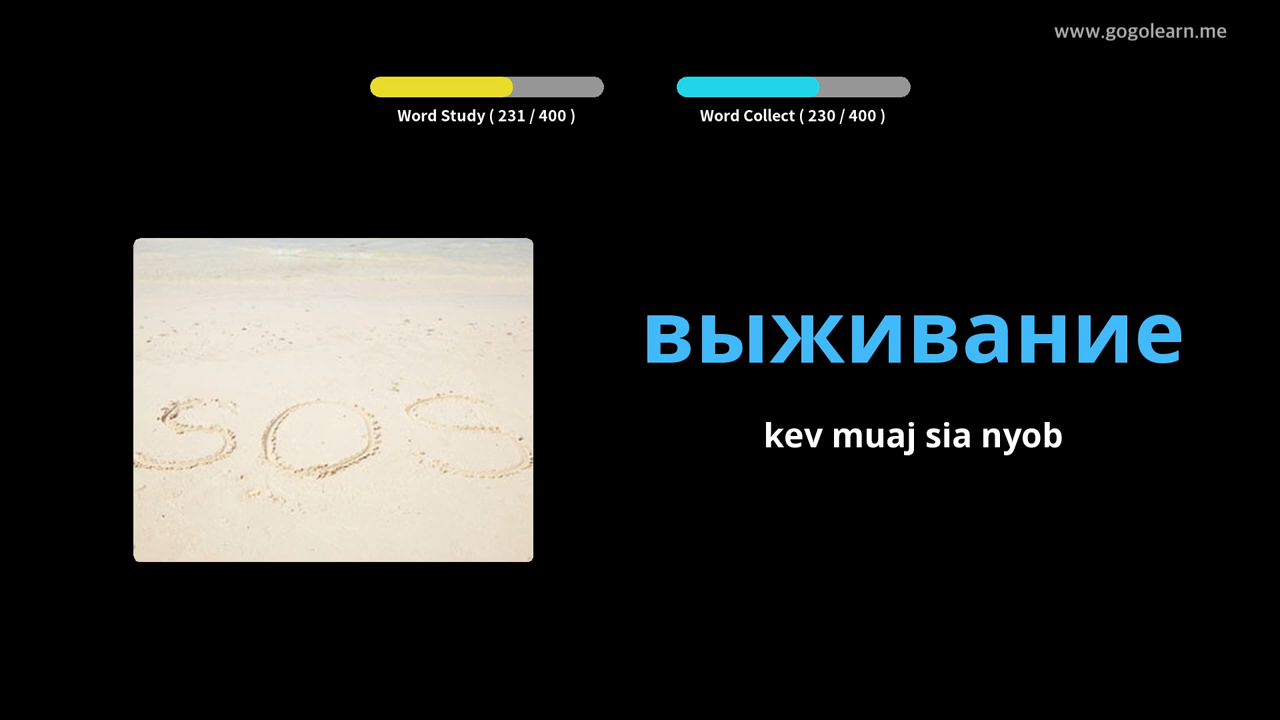 www.gogolearn.me
Word Study ( 231 / 400 )
Word Collect ( 230 / 400 )
SOS
выживание
kev muaj sia nyob